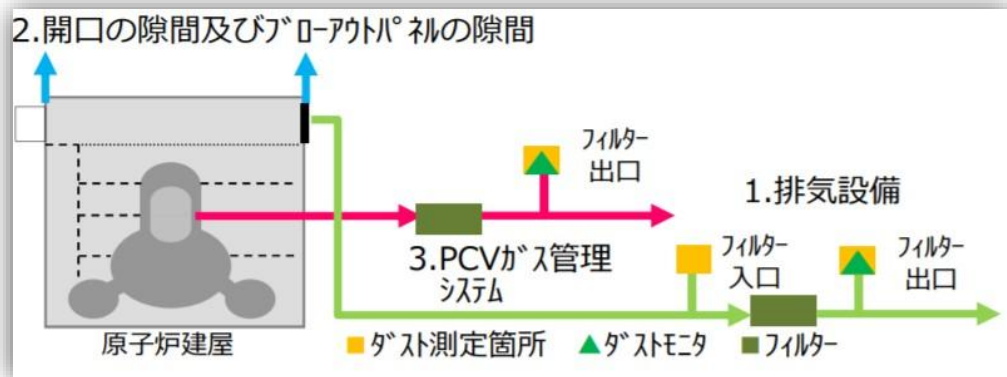 2.開口の隙間及びﾌﾞﾛｰｱｳﾄﾊﾟﾈﾙの隙間
ﾌｨﾙﾀｰ
出口
1.排気設備
3.PCVｶﾞｽ管理
ｼｽﾃﾑ
ﾌｨﾙﾀｰ
入口
ﾌｨﾙﾀｰ
出口
原子炉建屋
■ﾀﾞｽﾄ測定箇所 ▲ﾀﾞｽﾄﾓﾆﾀ ■ﾌｨﾙﾀｰ